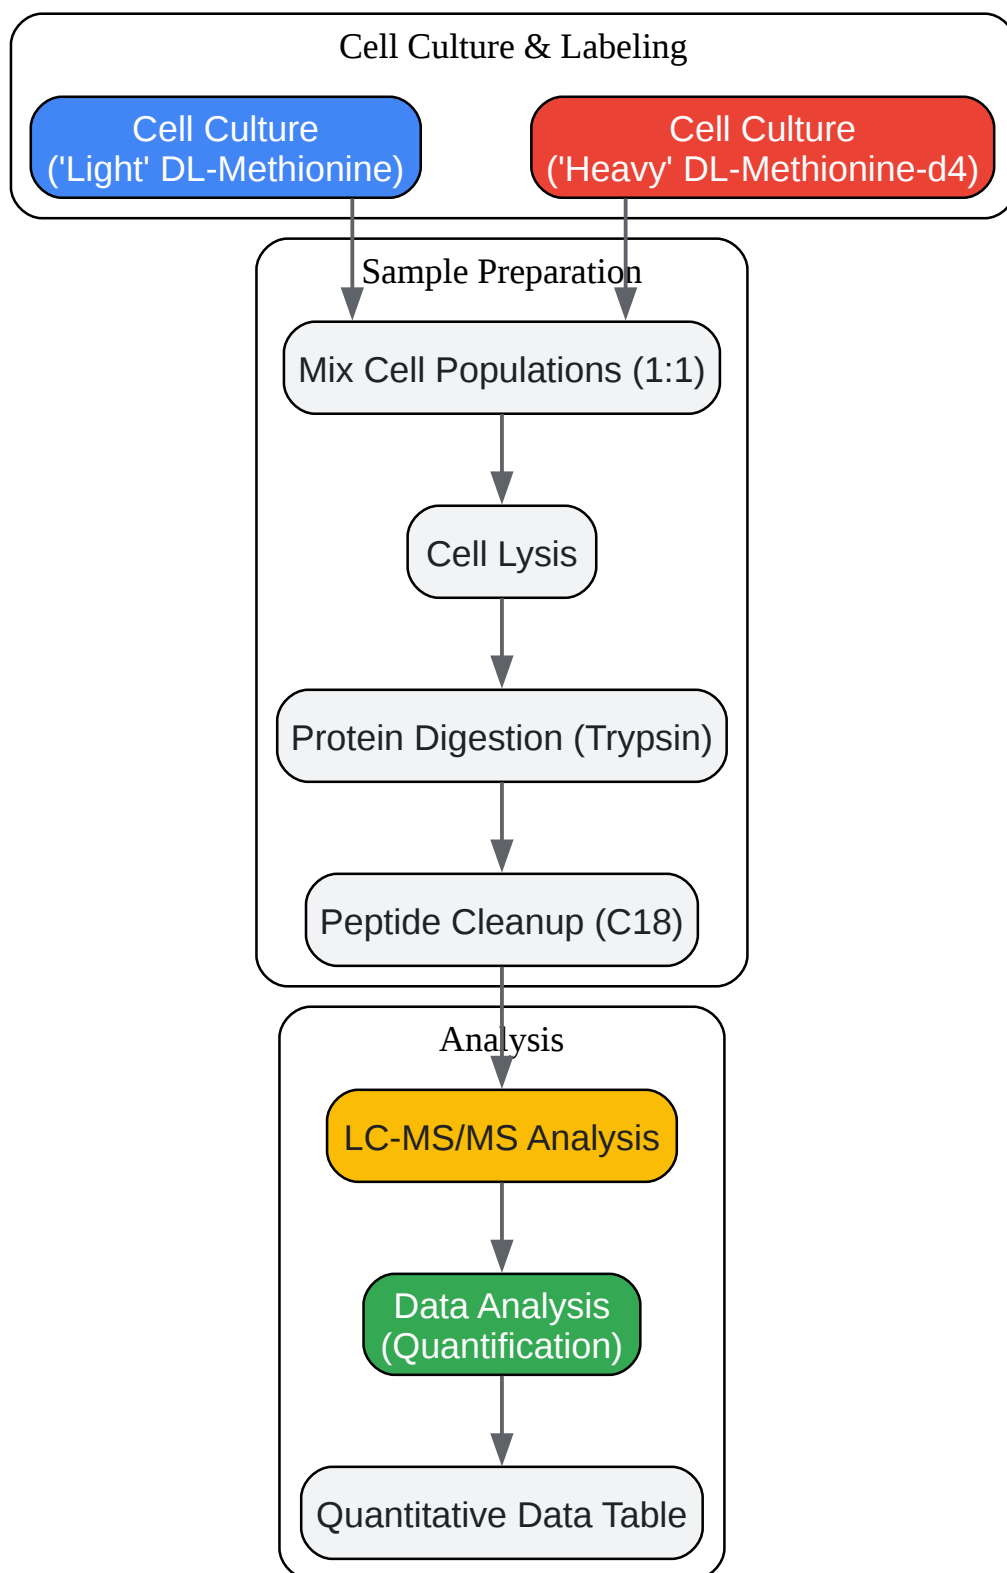 Cell Culture & Labeling
Cell Culture
('Light' DL-Methionine)
Cell Culture
('Heavy' DL-Methionine-d4)
Sample Preparation
Mix Cell Populations (1:1)
Cell Lysis
Protein Digestion (Trypsin)
Peptide Cleanup (C18)
Analysis
LC-MS/MS Analysis
Data Analysis
(Quantification)
Quantitative Data Table